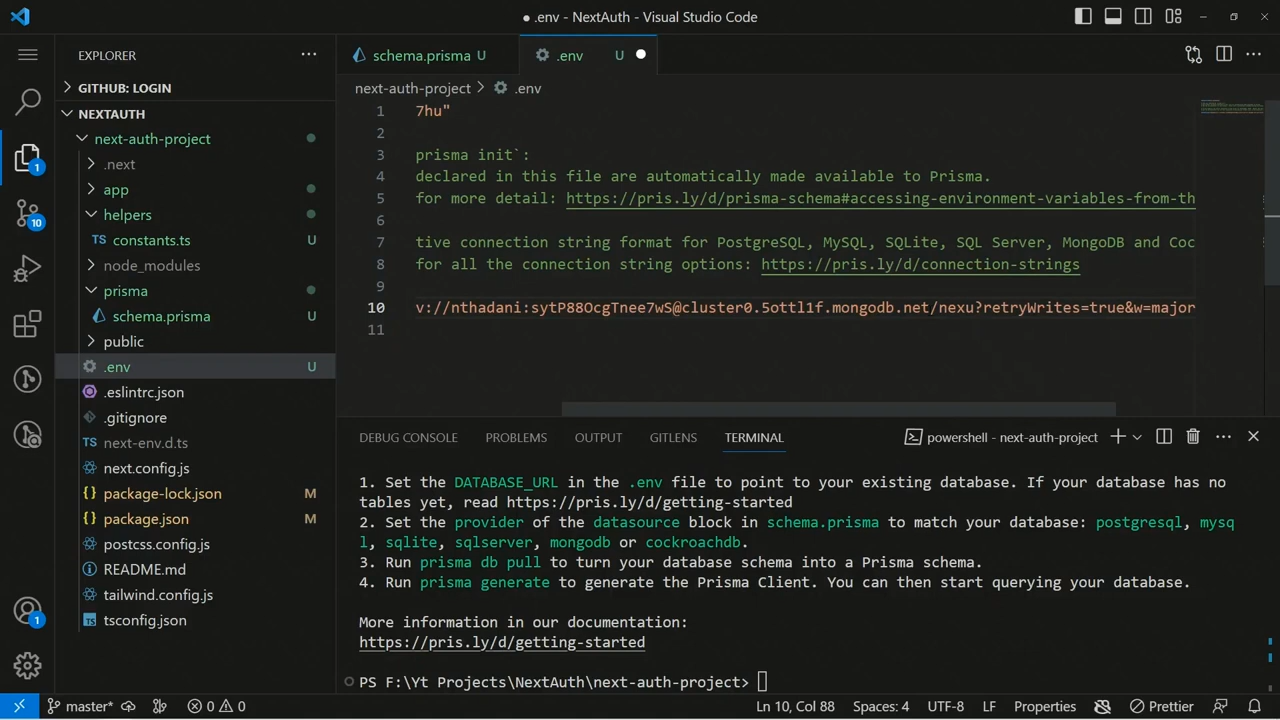 .env - NextAuth - Visual Studio Code
EXPLORER
GITHUB: LOGIN
NEXTAUTH
next-auth-project
.next
app
helpers
TS constants.ts U
node_modules
prisma
schema.prisma U
public
.env U
.eslintrc.json
.gitignore
TS next-env.d.ts
next.config.js
{} package-lock.json M
{} package.json M
postcss.config.js
README.md
tailwind.config.js
tsconfig.json
1
10
1
schema.prisma U
.env U
next-auth-project > .env
1 7hu"
2
3 prisma init`:
4 declared in this file are automatically made available to Prisma.
5 for more detail: https://pris.ly/d/prisma-schema#accessing-environment-variables-from-th
6
7 tive connection string format for PostgreSQL, MySQL, SQLite, SQL Server, MongoDB and Coc
8 for all the connection string options: https://pris.ly/d/connection-strings
9
10 v://nthadani:sytP88OcgTnee7wS@cluster0.5ottl1f.mongodb.net/nexu?retryWrites=true&w=major
11
DEBUG CONSOLE PROBLEMS OUTPUT GITLENS TERMINAL
powershell - next-auth-project
1. Set the DATABASE_URL in the .env file to point to your existing database. If your database has no
tables yet, read https://pris.ly/d/getting-started
2. Set the provider of the datasource block in schema.prisma to match your database: postgresql, mysq
l, sqlite, sqlserver, mongodb or cockroachdb.
3. Run prisma db pull to turn your database schema into a Prisma schema.
4. Run prisma generate to generate the Prisma Client. You can then start querying your database.
More information in our documentation:
https://pris.ly/d/getting-started
PS F:\Yt Projects\NextAuth\next-auth-project>
master* 0 0 Ln 10, Col 88 Spaces: 4 UTF-8 LF Properties Prettier